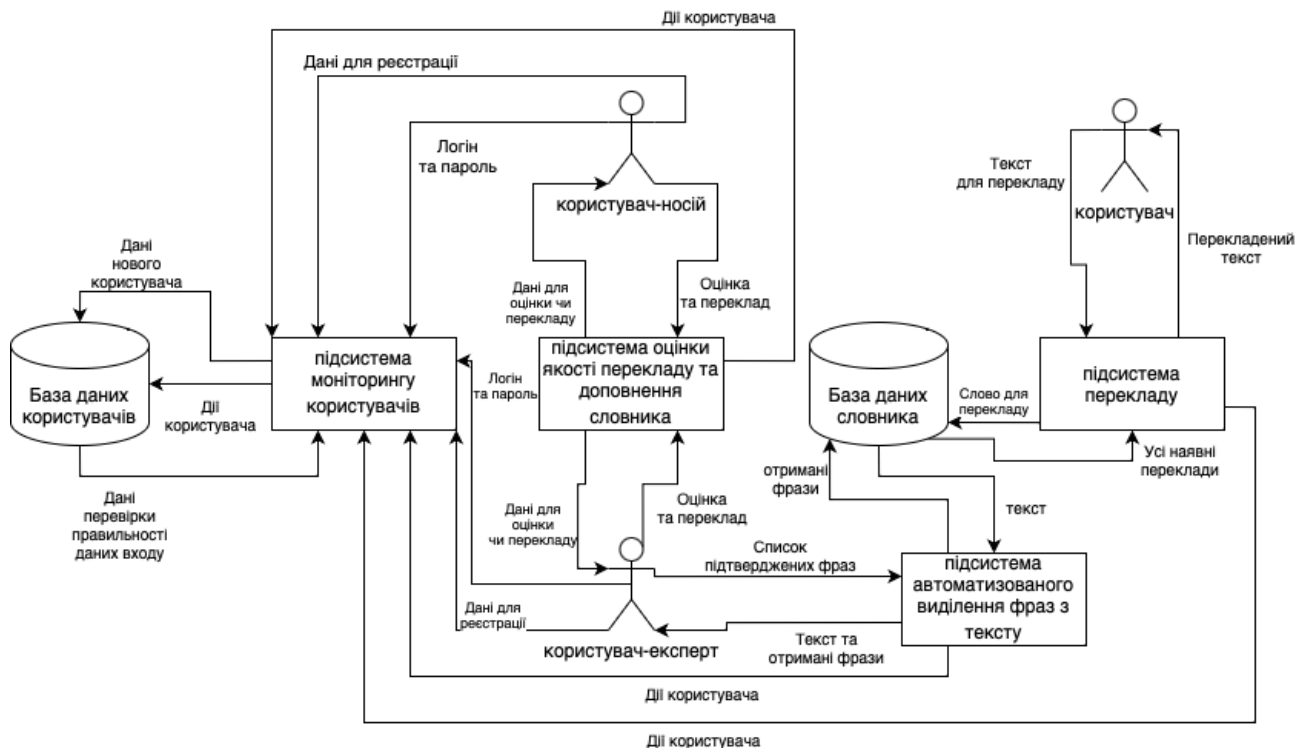 Дії користувача
Дані для реєстрації
Логін
та пароль
користувач-носій
Текст
для перекладу
користувач
Перекладений
текст
Дані
нового
користувача
Дані для
оцінки чи
перекладу
Оцінка
та переклад
База даних
користувачів
підсистема
моніторингу
користувачів
Логін
та пароль
підсистема оцінки
якості перекладу та
доповнення
словника
База даних
словника
Слово для
перекладу
підсистема
перекладу
Дії
користувача
Усі наявні
переклади
отримані
фрази
Дані
перевірки
правильності
даних входу
Дані для
оцінки
чи перекладу
Оцінка
та переклад
текст
Список
підтверджених фраз
підсистема
автоматизованого
виділення фраз з
тексту
Дані для
реєстрації
користувач-експерт
Текст та
отримані фрази
Дії користувача
Дії користувача